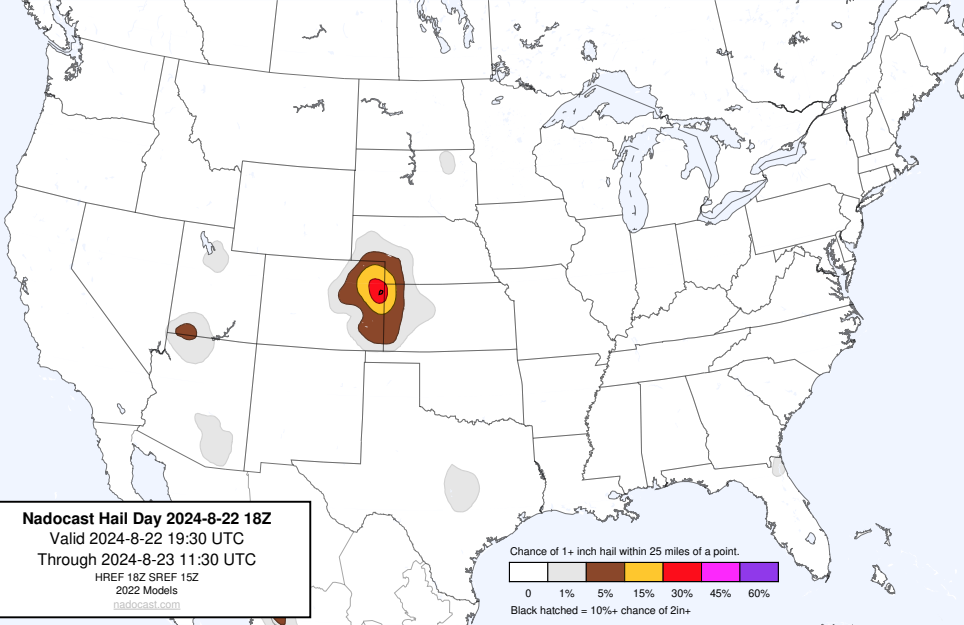 Nadocast Hail Day 2024-8-22 18Z
Valid 2024-8-22 19:30 UTC
Through 2024-8-23 11:30 UTC
HREF 18Z SREF 15Z
2022 Models
nadocast.com
Chance of 1+ inch hail within 25 miles of a point.
0 1% 5% 15% 30% 45% 60%
Black hatched = 10%+ chance of 2in+